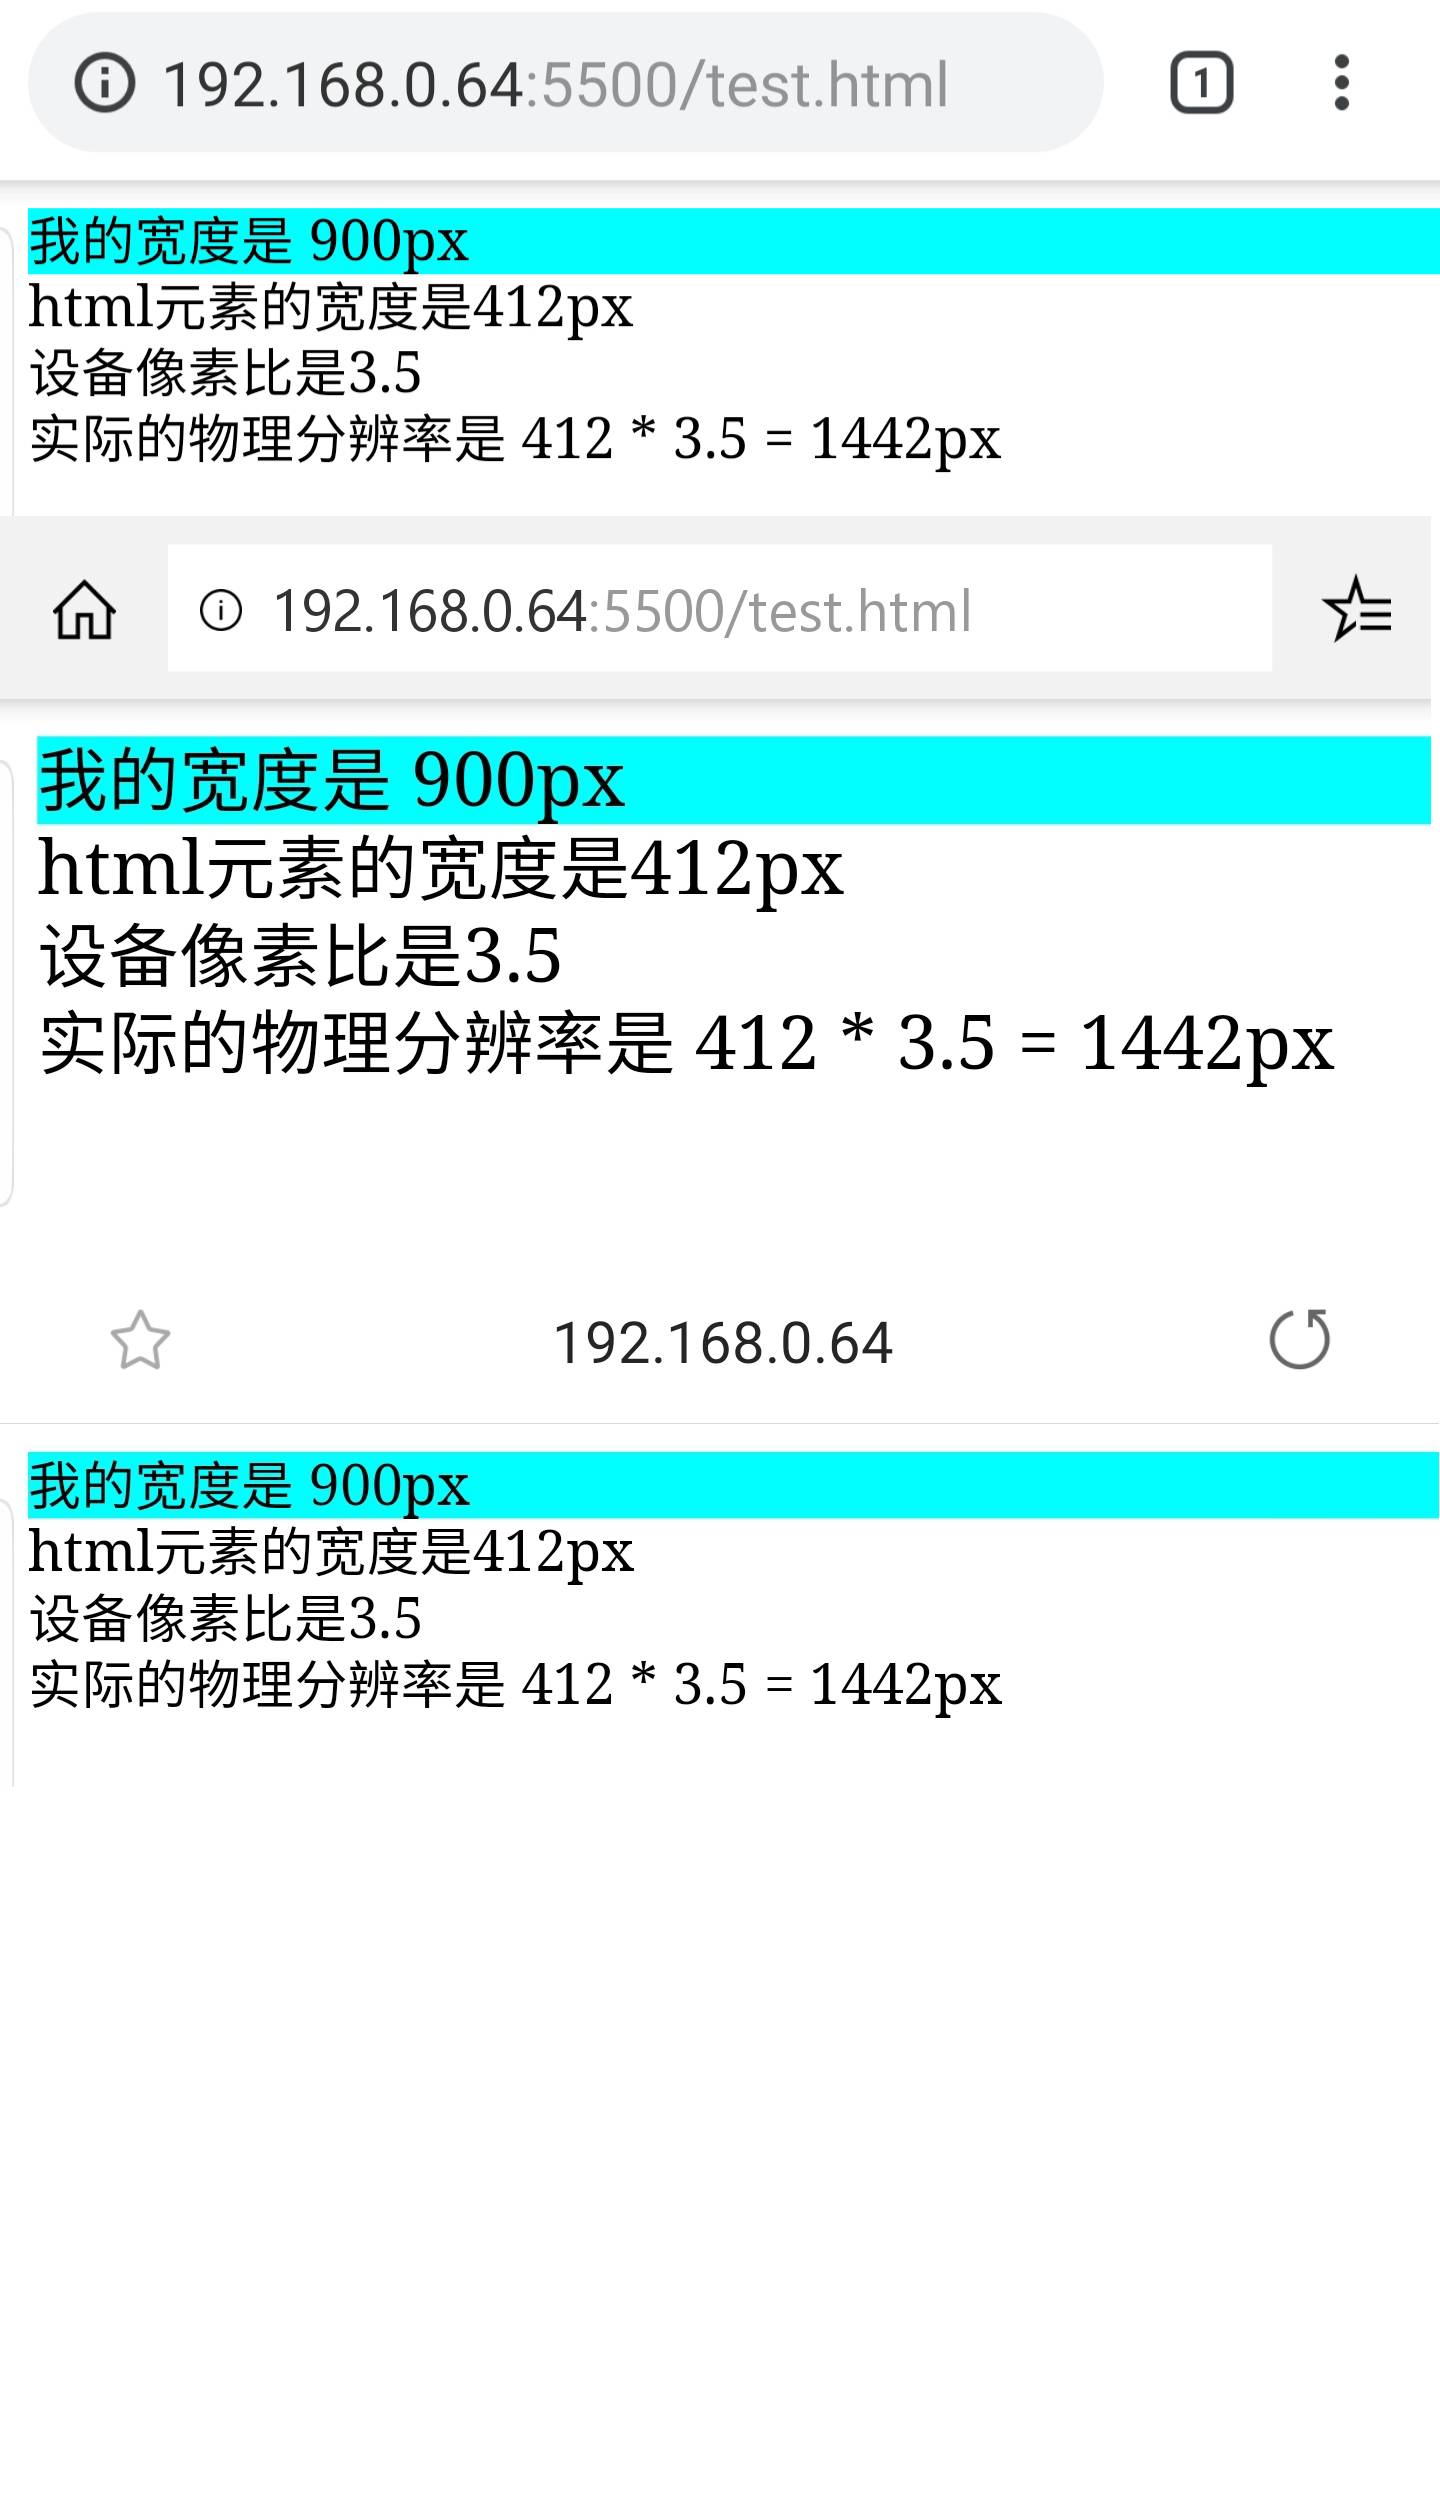 192.168.0.64:5500/test.html
1
我的宽度是 900px
html元素的宽度是412px
设备像素比是3.5
实际的物理分辨率是 412 * 3.5 = 1442px
192.168.0.64:5500/test.html
我的宽度是 900px
html元素的宽度是412px
设备像素比是3.5
实际的物理分辨率是 412 * 3.5 = 1442px
192.168.0.64
我的宽度是 900px
html元素的宽度是412px
设备像素比是3.5
实际的物理分辨率是 412 * 3.5 = 1442px